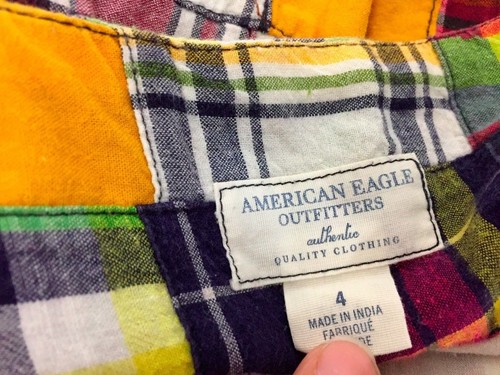 AMERICAN EAGLE
OUTFITTERS
authentic
QUALITY CLOTHING
4
MADE IN INDIA
FABRIQUÉ